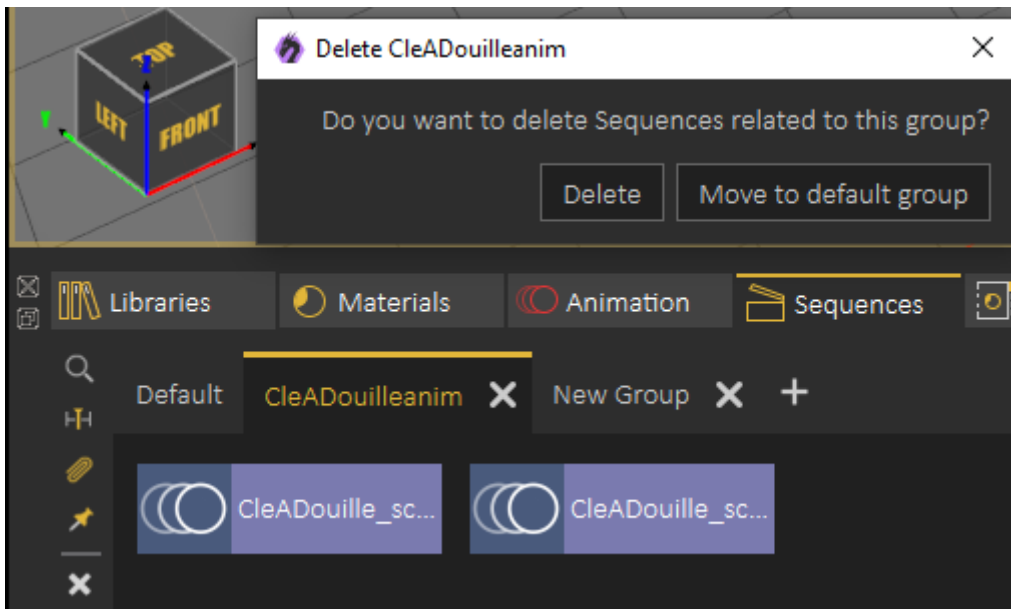 Delete CleADouilleanim
Do you want to delete Sequences related to this group?
Delete Move to default group
TOP
LEFT FRONT
Z
Y
Libraries Materials Animation Sequences
Default CleADouilleanim New Group
CleADouille_sc... CleADouille_sc...